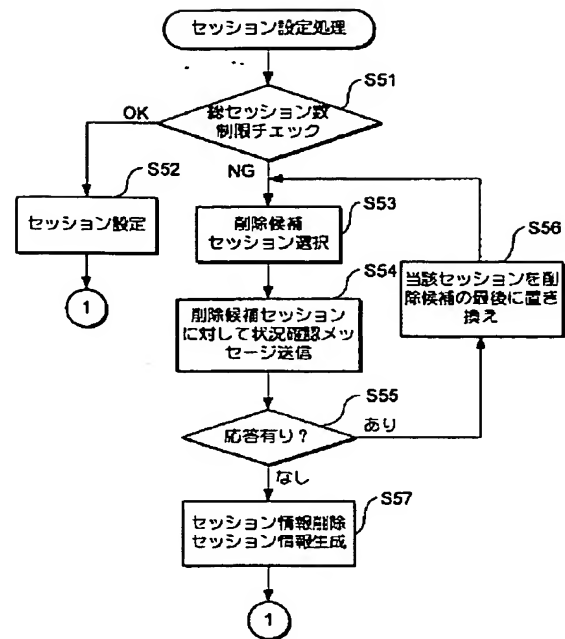 セッション設定処理
S51
総セッション数
制限チェック
OK
NG
S52
セッション設定
1
S53
削除候補
セッション選択
S54
削除候補セッション
に対して状況確認メッ
セージ送信
S56
当該セッションを削
除候補の最後に置き
換え
S55
応答有り?
あり
なし
S57
セッション情報削除
セッション情報生成
1